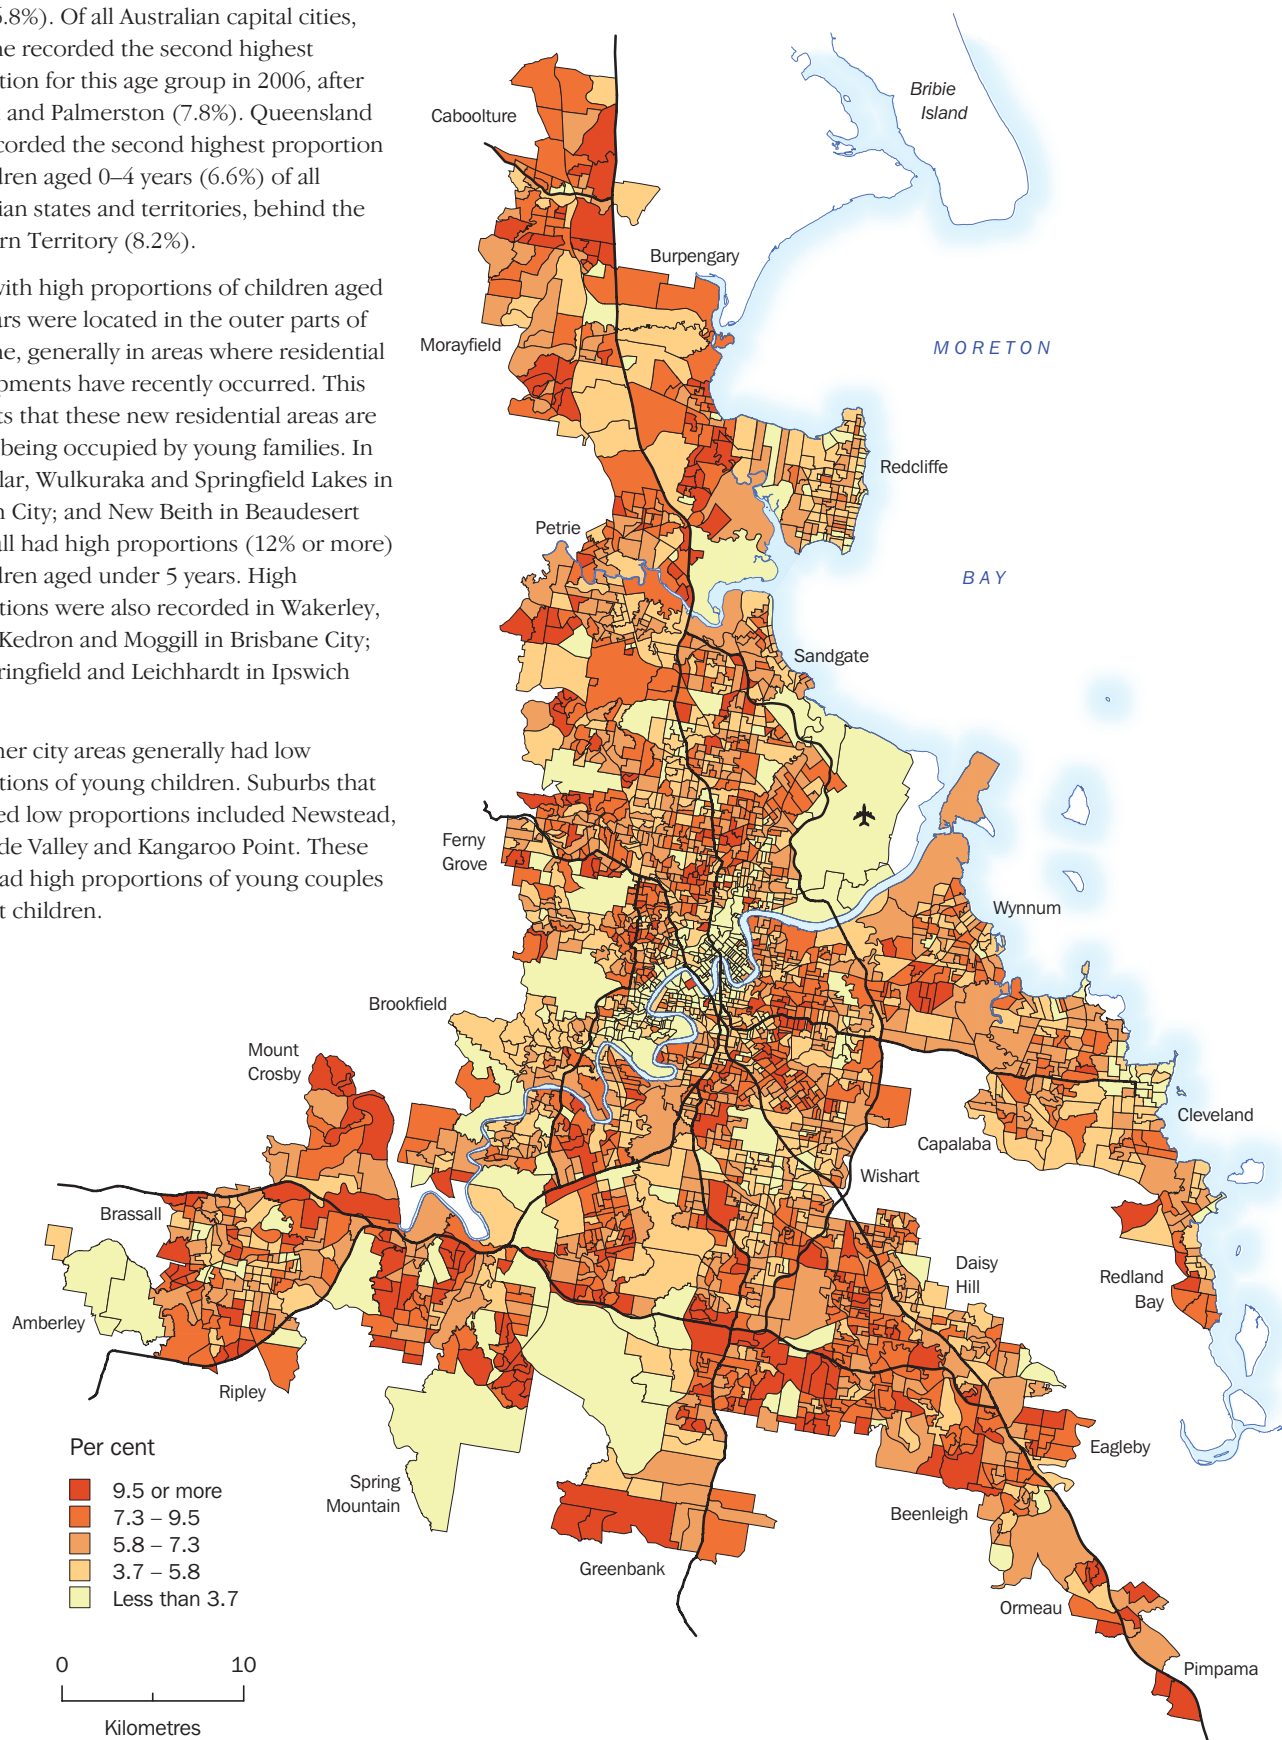 5.8%). Of all Australian capital cities,
ne recorded the second highest
tion for this age group in 2006, after
and Palmerston (7.8%). Queensland
corded the second highest proportion
dren aged 0–4 years (6.6%) of all
ian states and territories, behind the
rn Territory (8.2%).
with high proportions of children aged
ars were located in the outer parts of
ne, generally in areas where residential
opments have recently occurred. This
ts that these new residential areas are
being occupied by young families. In
lar, Wulkuraka and Springfield Lakes in
n City; and New Beith in Beaudesert
all had high proportions (12% or more)
dren aged under 5 years. High
tions were also recorded in Wakerley,
Kedron and Moggill in Brisbane City;
ringfield and Leichhardt in Ipswich
ner city areas generally had low
tions of young children. Suburbs that
ed low proportions included Newstead,
de Valley and Kangaroo Point. These
ad high proportions of young couples
t children.
Caboolture
Bribie
Island
Burpengary
MORETON
Morayfield
Redcliffe
Petrie
BAY
Sandgate
Ferny
Grove
Wynnum
Brookfield
Mount
Crosby
Cleveland
Capalaba
Wishart
Brassall
Daisy
Hill
Redland
Bay
Amberley
Ripley
Eagleby
Spring
Mountain
Beenleigh
Greenbank
Ormeau
Pimpama
Per cent
9.5 or more
7.3 – 9.5
5.8 – 7.3
3.7 – 5.8
Less than 3.7
0 10
Kilometres